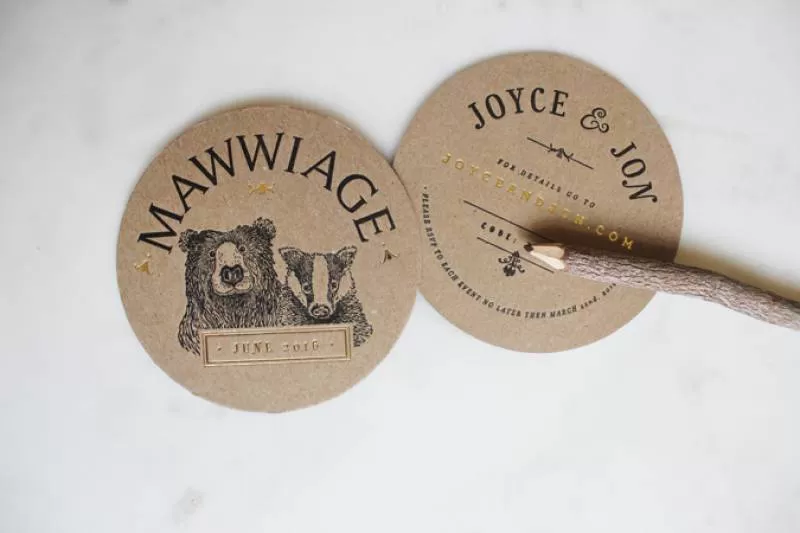 MAWWIAGE
· JUNE 2016 ·
JOYCE & JON
FOR DETAILS GO TO
JOYCEANDJON.COM
CODE:
· PLEASE RSVP TO EACH EVENT NO LATER THEN MARCH 22nd,